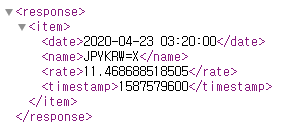 <response>
<item>
<date>2020-04-23 03:20:00</date>
<name>JPYKRW=X</name>
<rate>11.468688518505</rate>
<timestamp>1587579600</timestamp>
</item>
</response>